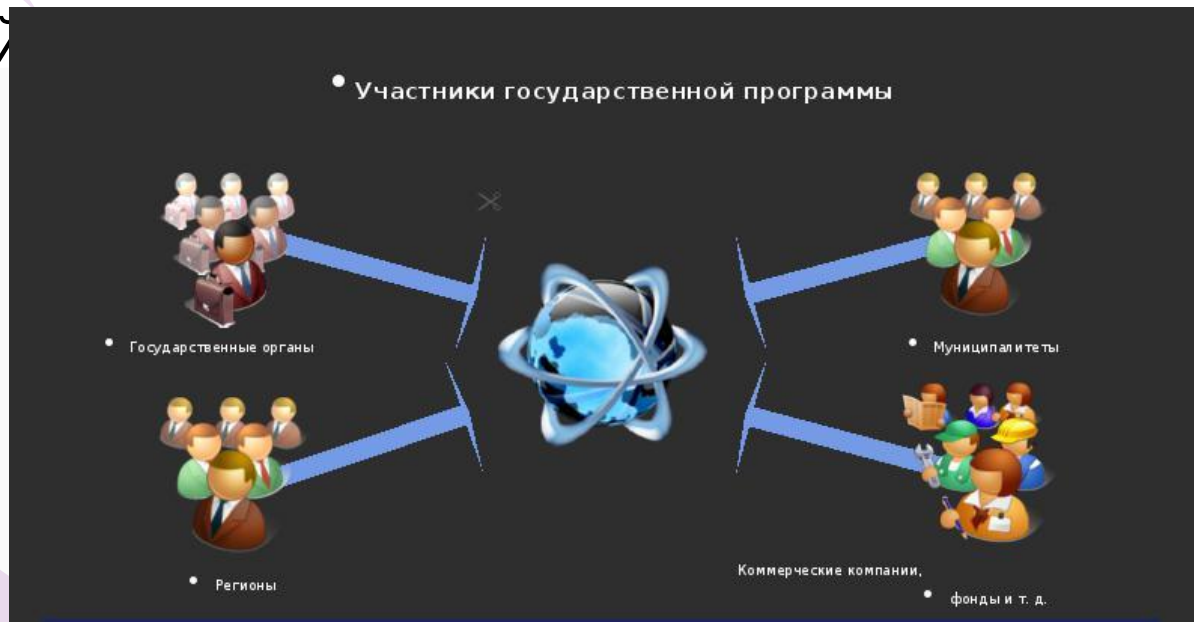 • Участники государственной программы
• Государственные органы
• Муниципалитеты
• Регионы
Коммерческие компании,
• фонды и т. д.